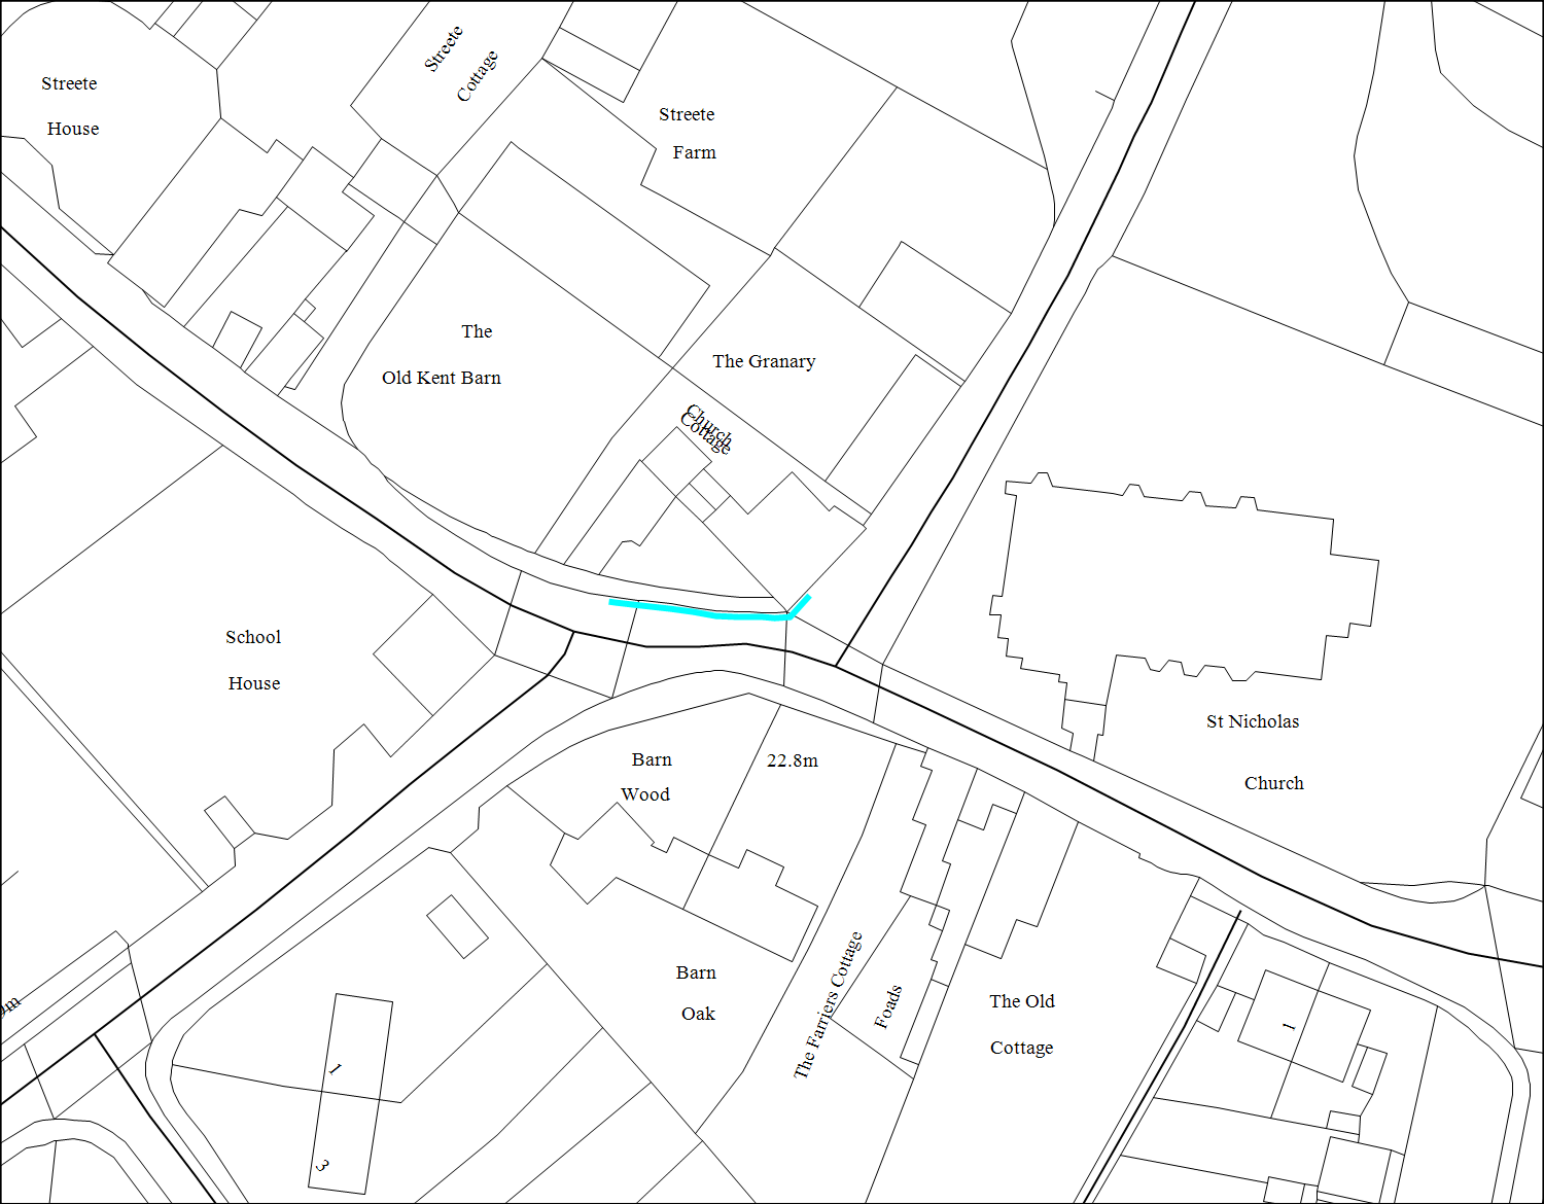 Streete
Cottage
Streete
House
Streete
Farm
The
Old Kent Barn
The Granary
Church
Cottage
School
House
St Nicholas
Church
Barn
Wood
22.8m
Barn
Oak
The Farriers Cottage
Foads
The Old
Cottage
1
1
3